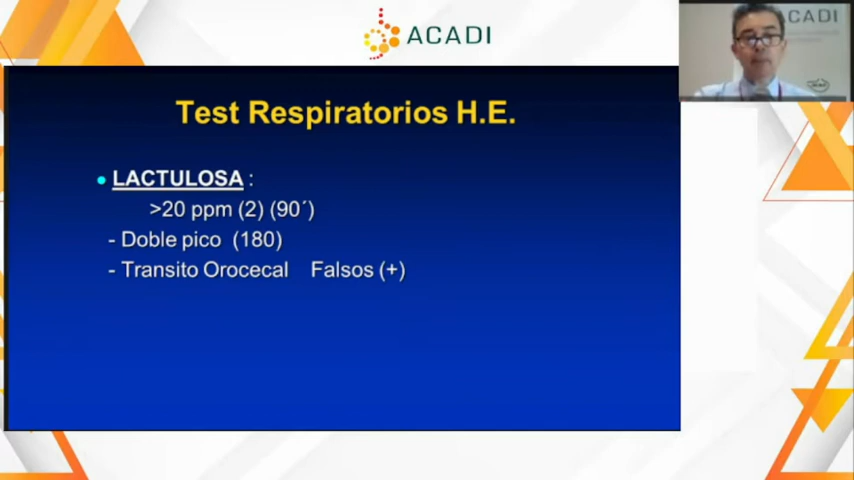 ACADI
ACADI
Test Respiratorios H.E.
• LACTULOSA :
>20 ppm (2) (90´)
- Doble pico (180)
- Transito Orocecal Falsos (+)